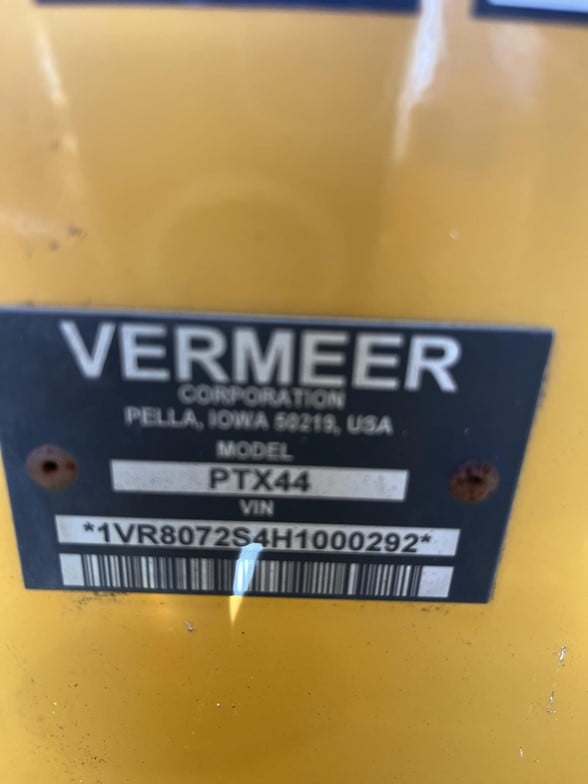 VERMEER
CORPORATION
PELLA, IOWA 50219, USA
MODEL
PTX44
VIN
*1VR8072S4H1000292*